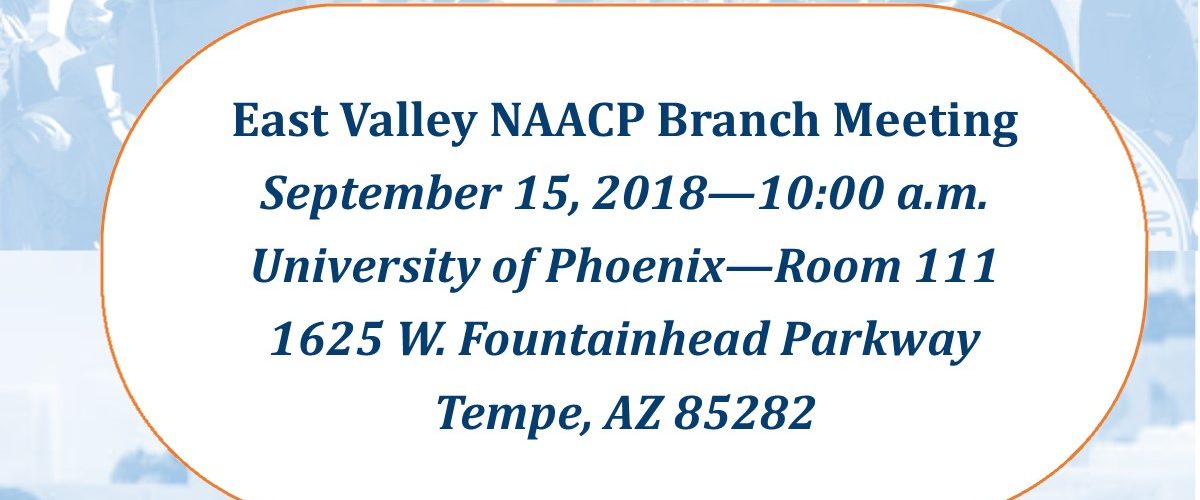 East Valley NAACP Branch Meeting
September 15, 2018—10:00 a.m.
University of Phoenix—Room 111
1625 W. Fountainhead Parkway
Tempe, AZ 85282